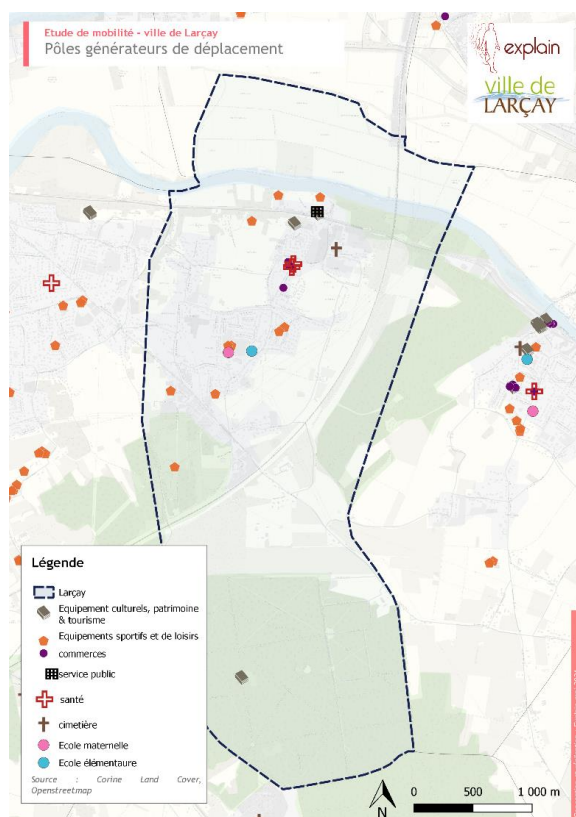 Etude de mobilité - ville de Larçay
Pôles générateurs de déplacement
explain
ville de
LARÇAY
Légende
Larçay
Equipement culturels, patrimoine
& tourisme
Equipements sportifs et de loisirs
commerces
service public
santé
cimetière
Ecole maternelle
Ecole élémentaure
Source : Corine Land Cover,
Openstreetmap
0 500 1 000 m